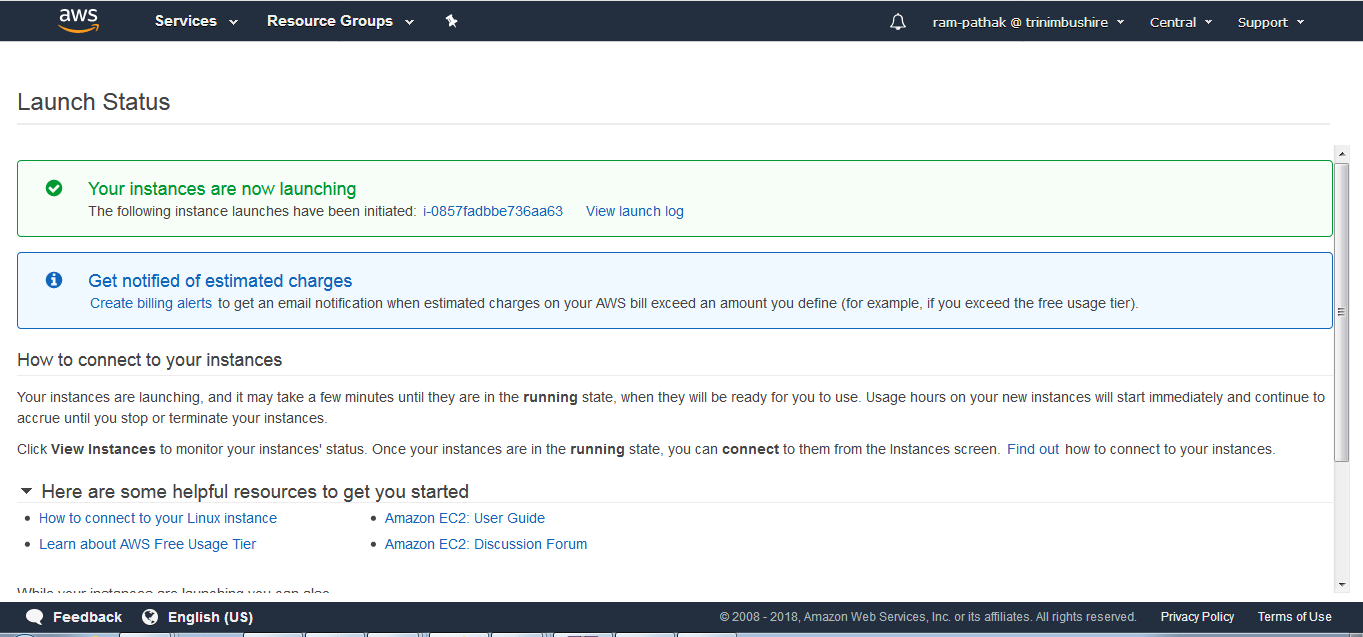 aws Services Resource Groups ram-pathak @ trinimbushire Central Support
Launch Status
Your instances are now launching
The following instance launches have been initiated: i-0857fadbbe736aa63 View launch log
Get notified of estimated charges
Create billing alerts to get an email notification when estimated charges on your AWS bill exceed an amount you define (for example, if you exceed the free usage tier).
How to connect to your instances
Your instances are launching, and it may take a few minutes until they are in the running state, when they will be ready for you to use. Usage hours on your new instances will start immediately and continue to
accrue until you stop or terminate your instances.
Click View Instances to monitor your instances' status. Once your instances are in the running state, you can connect to them from the Instances screen. Find out how to connect to your instances.
Here are some helpful resources to get you started
• How to connect to your Linux instance • Amazon EC2: User Guide
• Learn about AWS Free Usage Tier • Amazon EC2: Discussion Forum
While your instances are launching you can also
Feedback English (US) © 2008 - 2018, Amazon Web Services, Inc. or its affiliates. All rights reserved. Privacy Policy Terms of Use